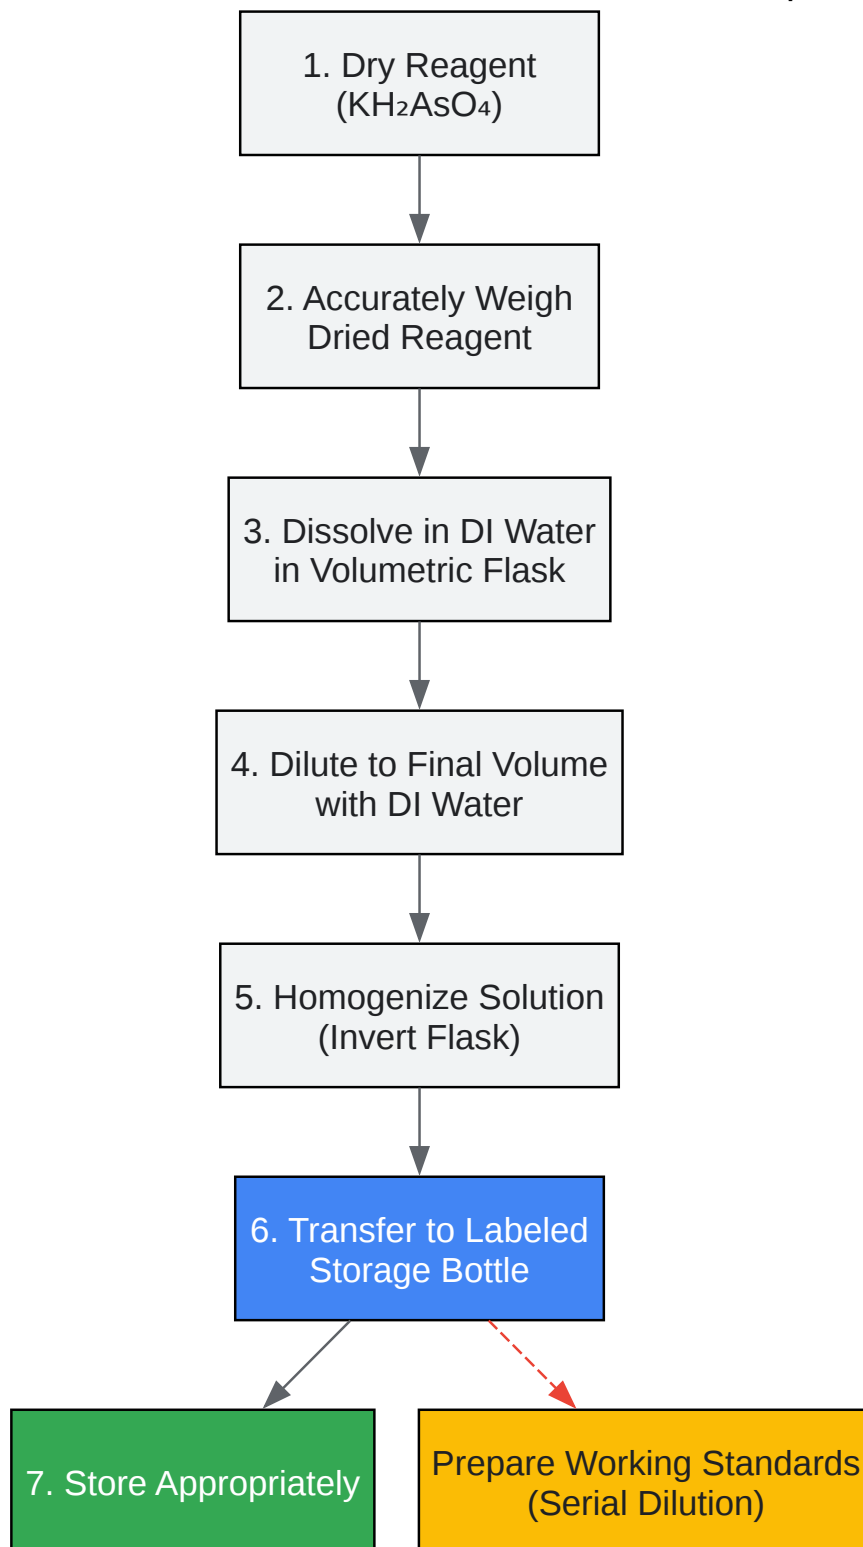 1. Dry Reagent
(KH₂AsO₄)
2. Accurately Weigh
Dried Reagent
3. Dissolve in DI Water
in Volumetric Flask
4. Dilute to Final Volume
with DI Water
5. Homogenize Solution
(Invert Flask)
6. Transfer to Labeled
Storage Bottle
7. Store Appropriately
Prepare Working Standards
(Serial Dilution)